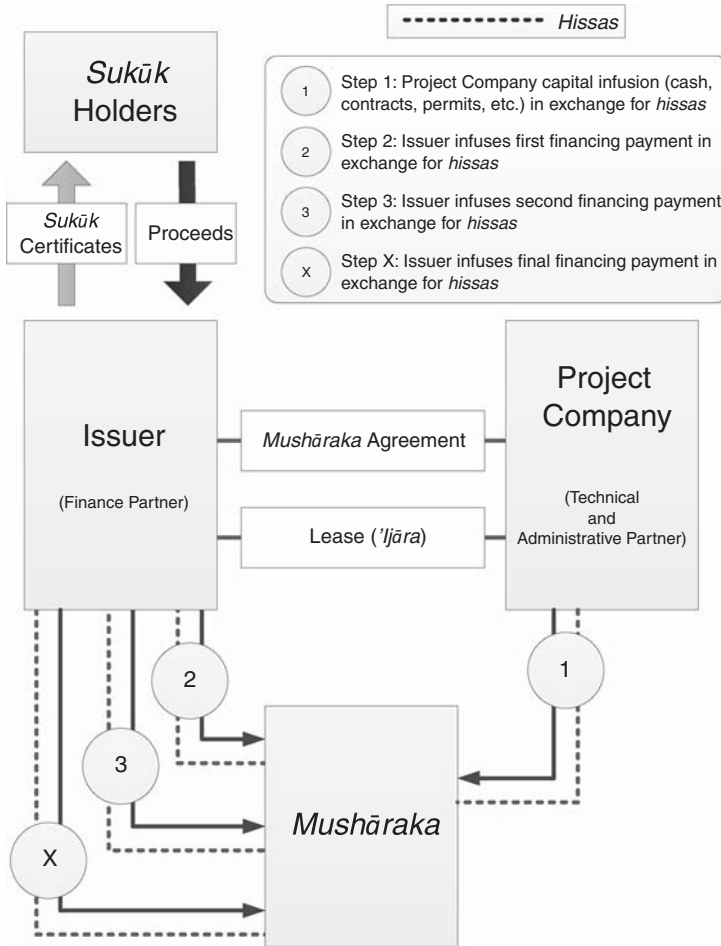 Hissas
Sukūk
Holders
1
Step 1: Project Company capital infusion (cash,
contracts, permits, etc.) in exchange for hissas
2
Step 2: Issuer infuses first financing payment in
exchange for hissas
3
Step 3: Issuer infuses second financing payment
in exchange for hissas
X
Step X: Issuer infuses final financing payment in
exchange for hissas
Sukūk
Certificates
Proceeds
Issuer
(Finance Partner)
Mushāraka Agreement
Lease ('Ijāra)
Project
Company
(Technical
and
Administrative Partner)
1
2
3
X
Mushāraka